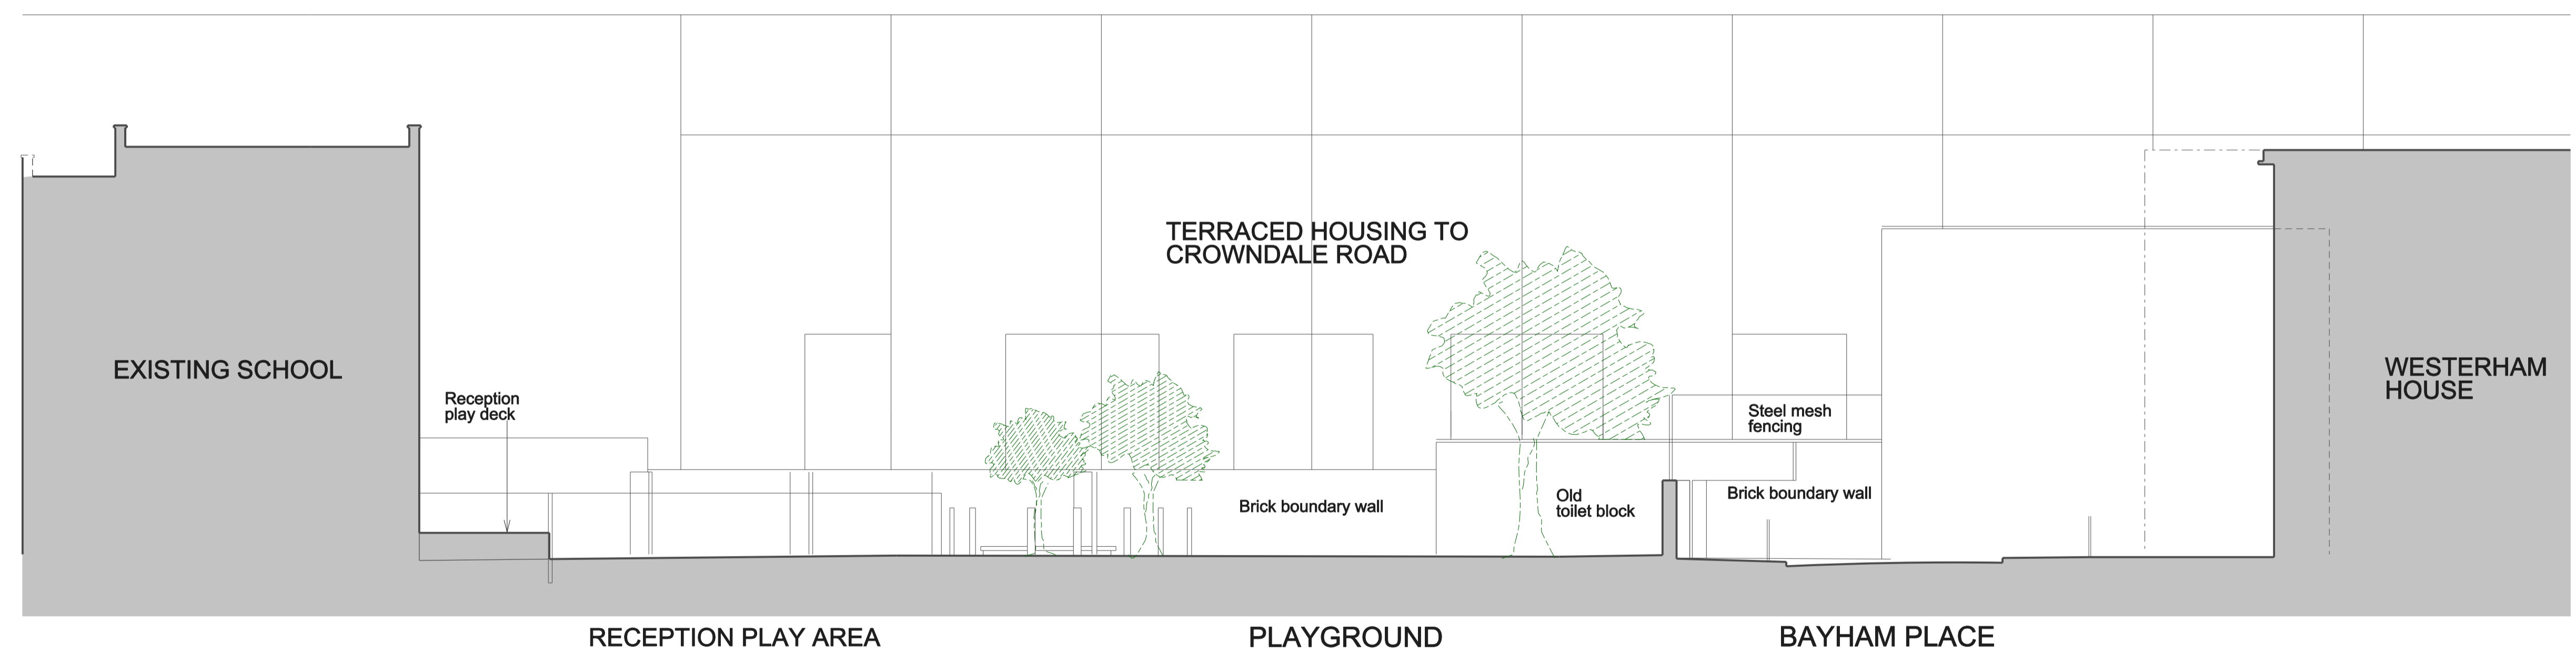 TERRACED HOUSING TO
CROWNDALE ROAD
EXISTING SCHOOL
WESTERHAM
HOUSE
Reception
play deck
Steel mesh
fencing
Brick boundary wall
Old
toilet block
Brick boundary wall
RECEPTION PLAY AREA
PLAYGROUND
BAYHAM PLACE